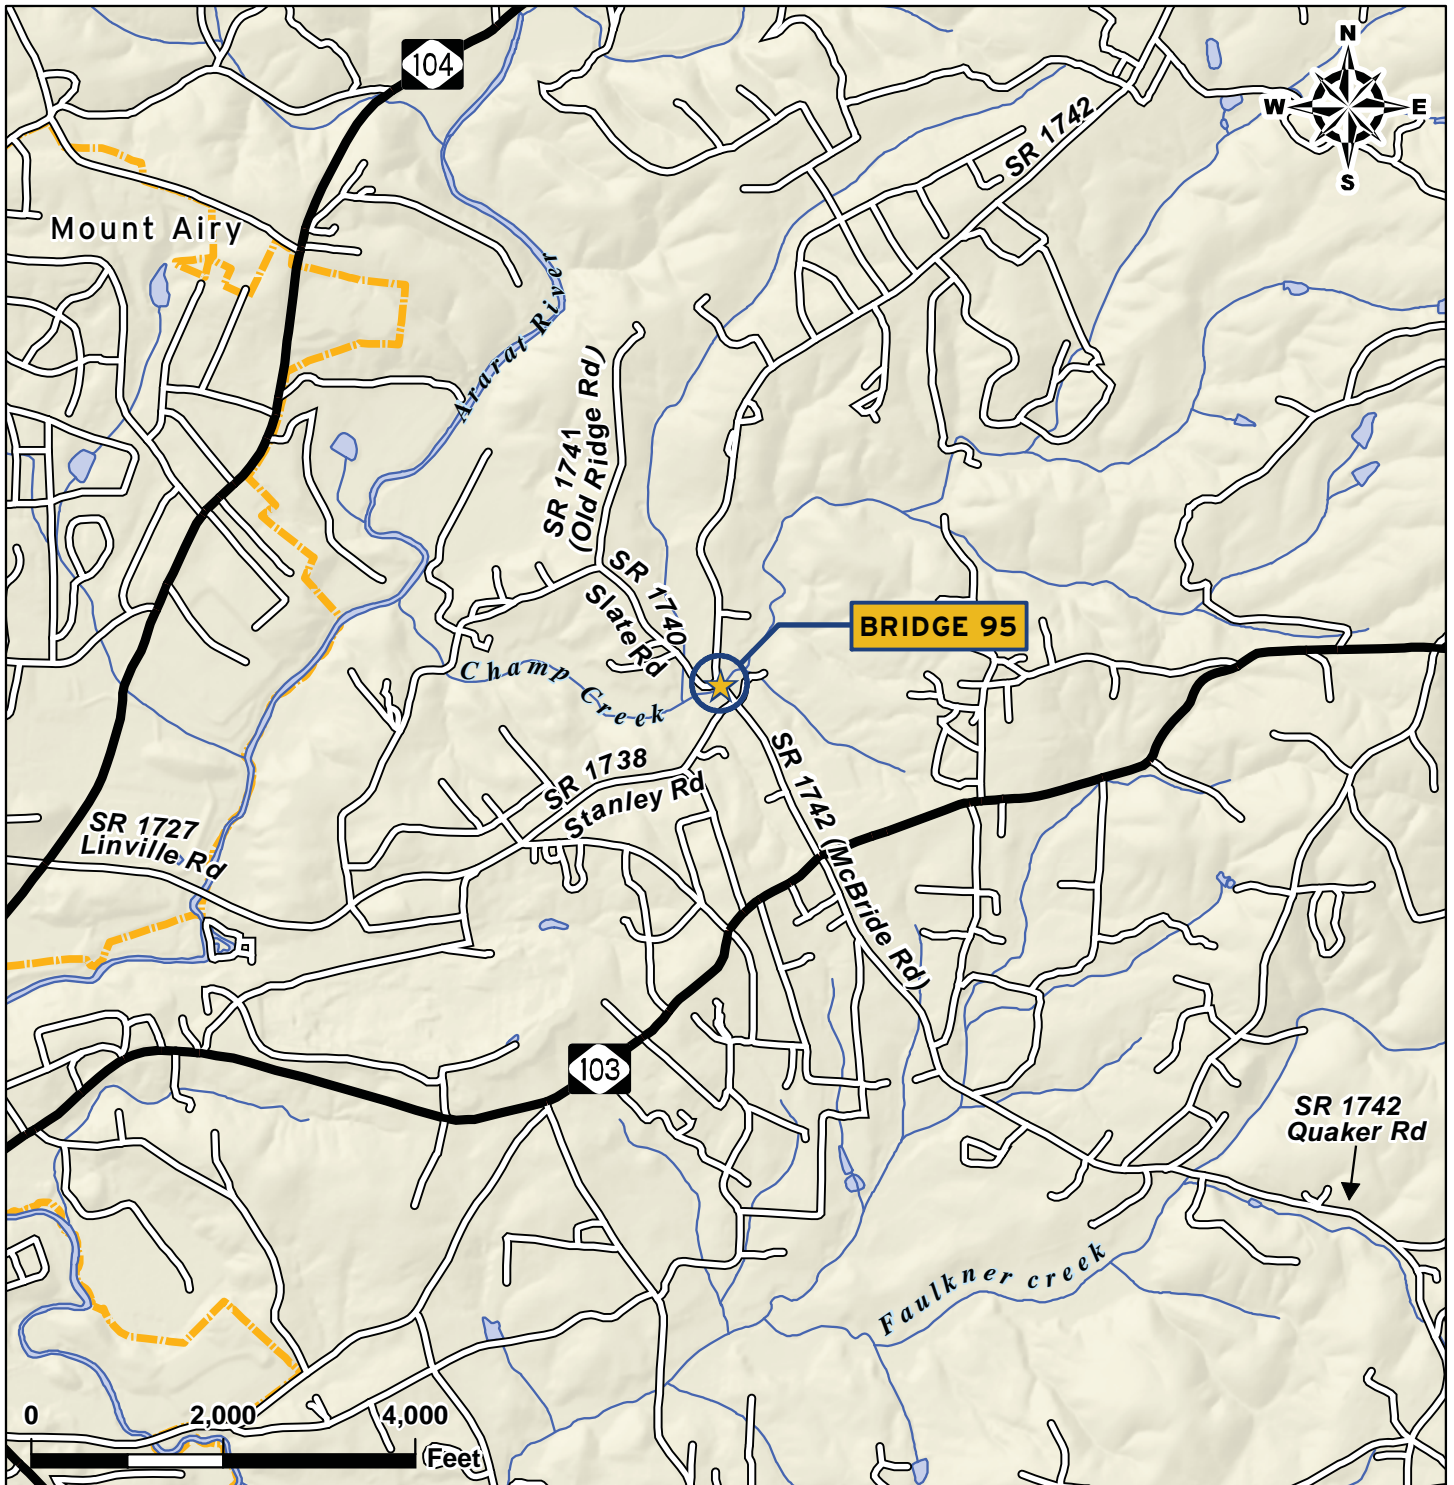 104
N
W E
S
SR 1742
Mount Airy
Ararat River
SR 1741
(Old Ridge Rd)
SR 1740
Slate Rd
BRIDGE 95
Champ Creek
SR 1738
Stanley Rd
SR 1742 (McBride Rd)
SR 1727
Linville Rd
103
SR 1742
Quaker Rd
Faulkner creek
0 2,000 4,000
Feet